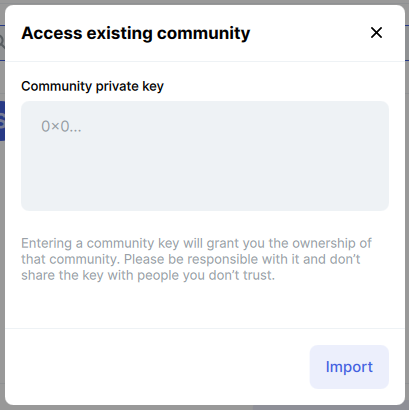 Access existing community
Community private key
0×0...
Entering a community key will grant you the ownership of
that community. Please be responsible with it and don’t
share the key with people you don’t trust.
Import